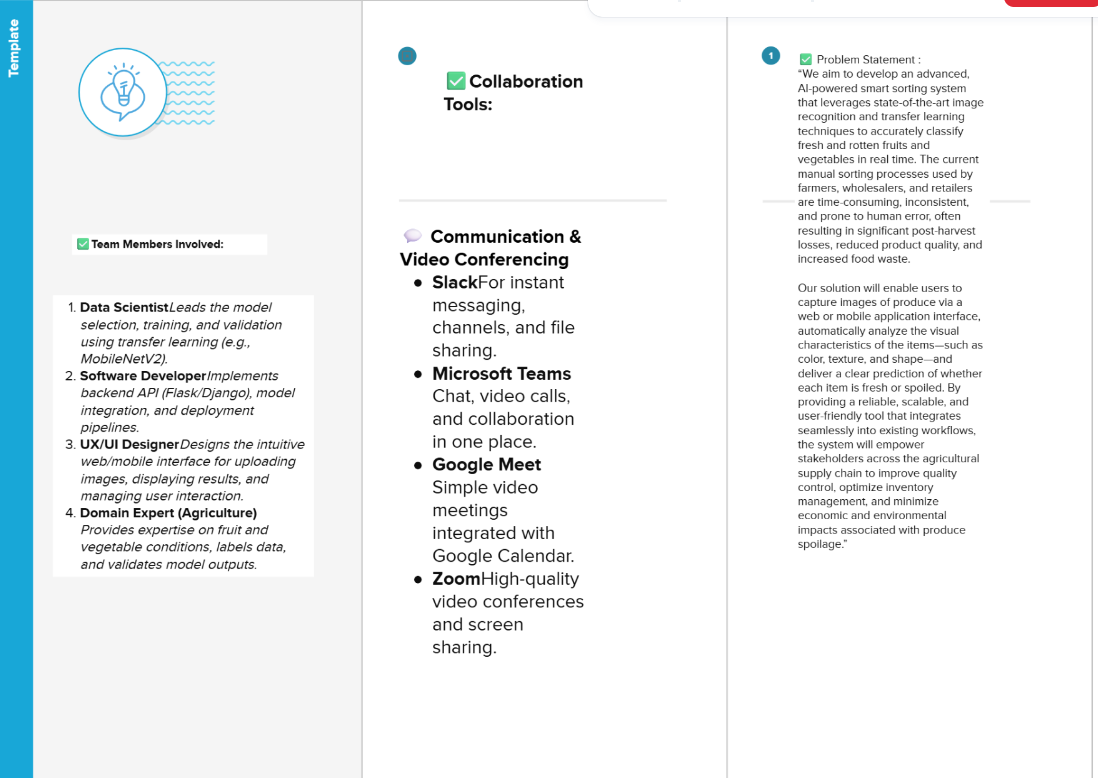 Template
✅ Team Members Involved:
1. Data ScientistLeads the model
selection, training, and validation
using transfer learning (e.g.,
MobileNetV2).
2. Software DeveloperImplements
backend API (Flask/Django), model
integration, and deployment
pipelines.
3. UX/UI DesignerDesigns the intuitive
web/mobile interface for uploading
images, displaying results, and
managing user interaction.
4. Domain Expert (Agriculture)
Provides expertise on fruit and
vegetable conditions, labels data,
and validates model outputs.
✅ Collaboration
Tools:
💬 Communication &
Video Conferencing
● SlackFor instant
messaging,
channels, and file
sharing.
● Microsoft Teams
Chat, video calls,
and collaboration
in one place.
● Google Meet
Simple video
meetings
integrated with
Google Calendar.
● ZoomHigh-quality
video conferences
and screen
sharing.
1
✅ Problem Statement :
“We aim to develop an advanced,
AI-powered smart sorting system
that leverages state-of-the-art image
recognition and transfer learning
techniques to accurately classify
fresh and rotten fruits and
vegetables in real time. The current
manual sorting processes used by
farmers, wholesalers, and retailers
are time-consuming, inconsistent,
and prone to human error, often
resulting in significant post-harvest
losses, reduced product quality, and
increased food waste.
Our solution will enable users to
capture images of produce via a
web or mobile application interface,
automatically analyze the visual
characteristics of the items—such as
color, texture, and shape—and
deliver a clear prediction of whether
each item is fresh or spoiled. By
providing a reliable, scalable, and
user-friendly tool that integrates
seamlessly into existing workflows,
the system will empower
stakeholders across the agricultural
supply chain to improve quality
control, optimize inventory
management, and minimize
economic and environmental
impacts associated with produce
spoilage.”